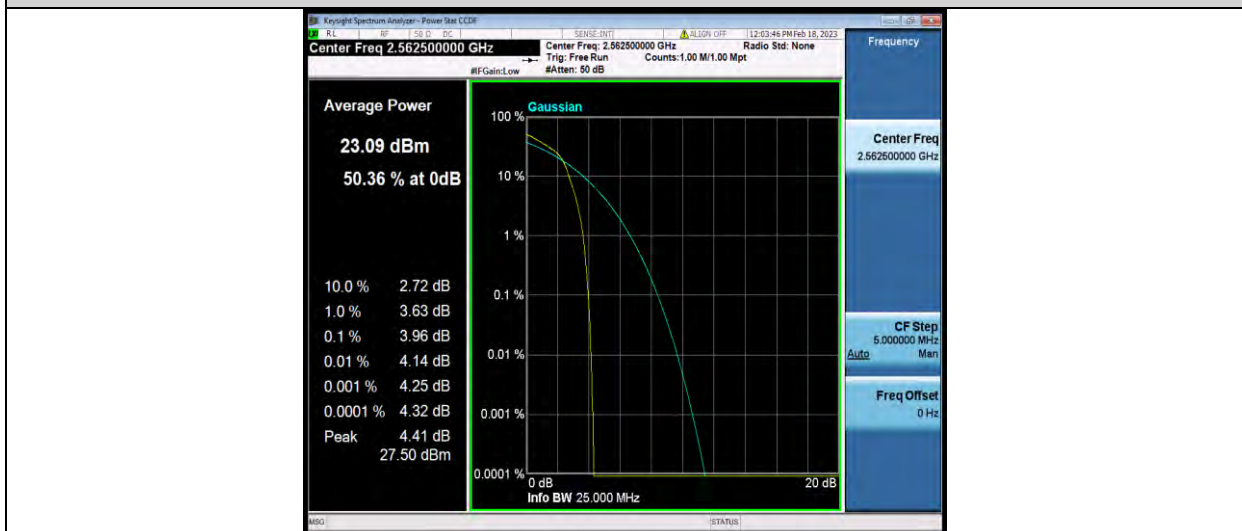 Keysight Spectrum Analyzer - Power Stat CCDF
RL RF 50 Ω DC SENSE:INT ALIGN OFF 12:03:46 PM Feb 18, 2023
Center Freq 2.562500000 GHz
Center Freq: 2.562500000 GHz Radio Std: None
Trig: Free Run Counts:1.00 M/1.00 Mpt
#IFGain:Low #Atten: 50 dB
Frequency
Average Power
23.09 dBm
50.36 % at 0dB
10.0 % 2.72 dB
1.0 % 3.63 dB
0.1 % 3.96 dB
0.01 % 4.14 dB
0.001 % 4.25 dB
0.0001 % 4.32 dB
Peak 4.41 dB
27.50 dBm
Gaussian
100 %
10 %
1 %
0.1 %
0.01 %
0.001 %
0.0001 %
0 dB 20 dB
Info BW 25.000 MHz
Center Freq
2.562500000 GHz
CF Step
5.000000 MHz
Auto Man
Freq Offset
0 Hz
MSG STATUS